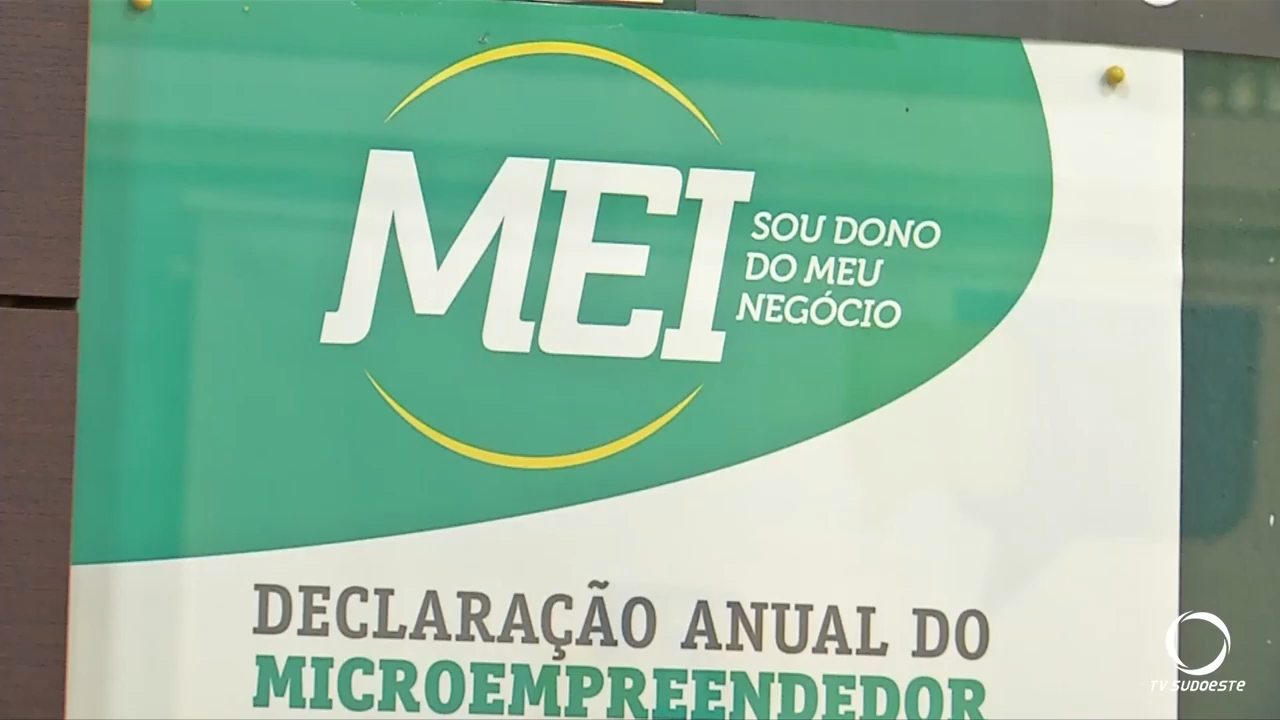 MEI
SOU DONO
DO MEU
NEGÓCIO
DECLARAÇÃO ANUAL DO
MICROEMPREENDEDOR
TV SUDOESTE